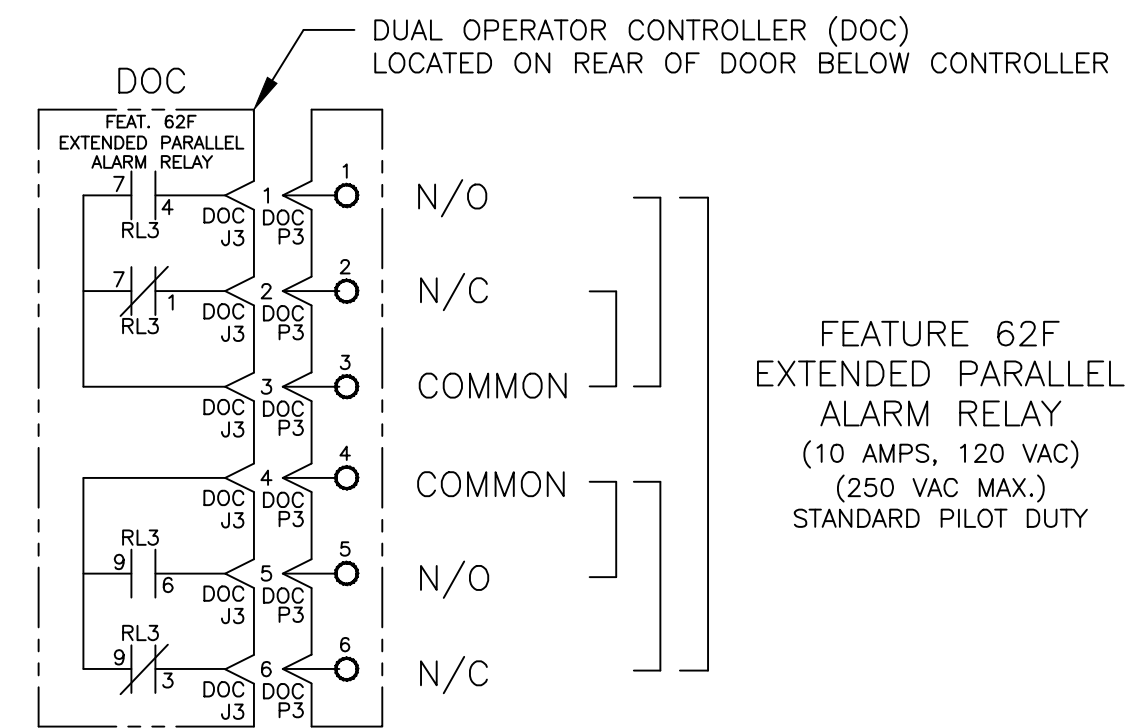 DUAL OPERATOR CONTROLLER (DOC)
LOCATED ON REAR OF DOOR BELOW CONTROLLER
DOC
FEAT. 62F
EXTENDED PARALLEL
ALARM RELAY
7 4
RL3
DOC J3
1
DOC P3
1
N/O
7 1
RL3
DOC J3
2
DOC P3
2
N/C
DOC J3
3
DOC P3
3
COMMON
DOC J3
4
DOC P3
4
COMMON
RL3
9 6
DOC J3
5
DOC P3
5
N/O
RL3
9 3
DOC J3
6
DOC P3
6
N/C
FEATURE 62F
EXTENDED PARALLEL
ALARM RELAY
(10 AMPS, 120 VAC)
(250 VAC MAX.)
STANDARD PILOT DUTY